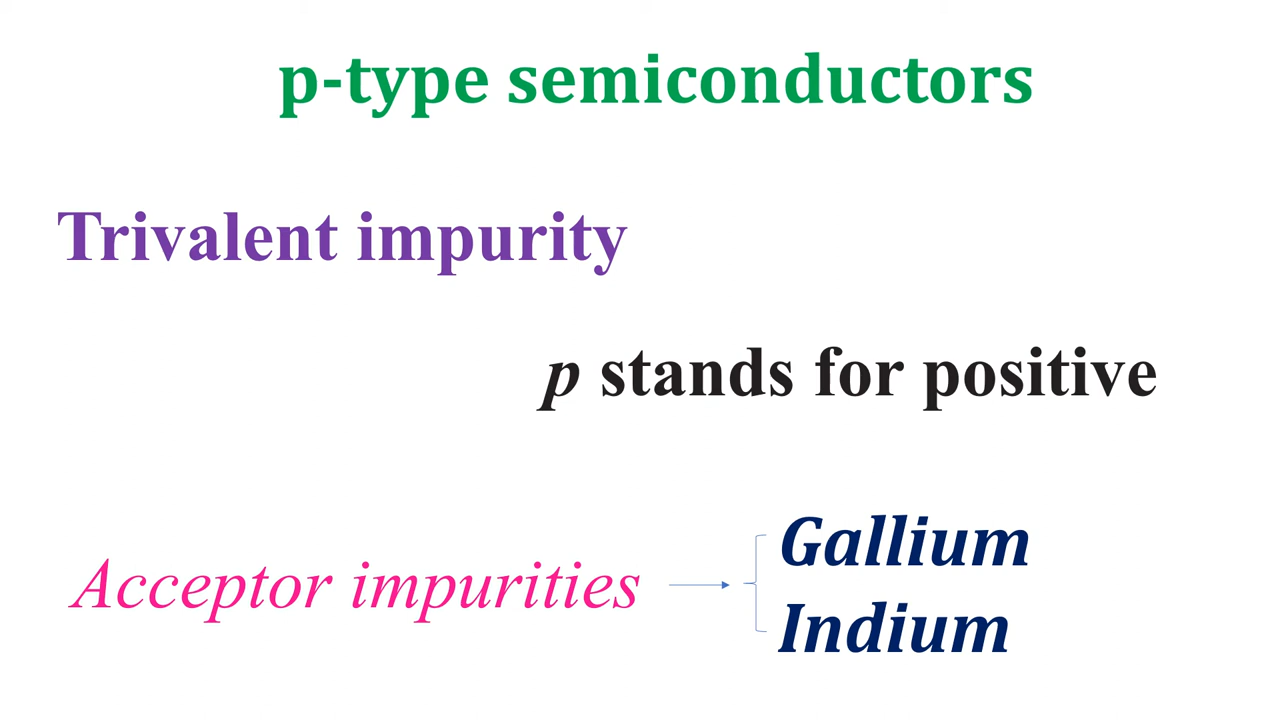 p-type semiconductors
Trivalent impurity
p stands for positive
Acceptor impurities
Gallium
Indium